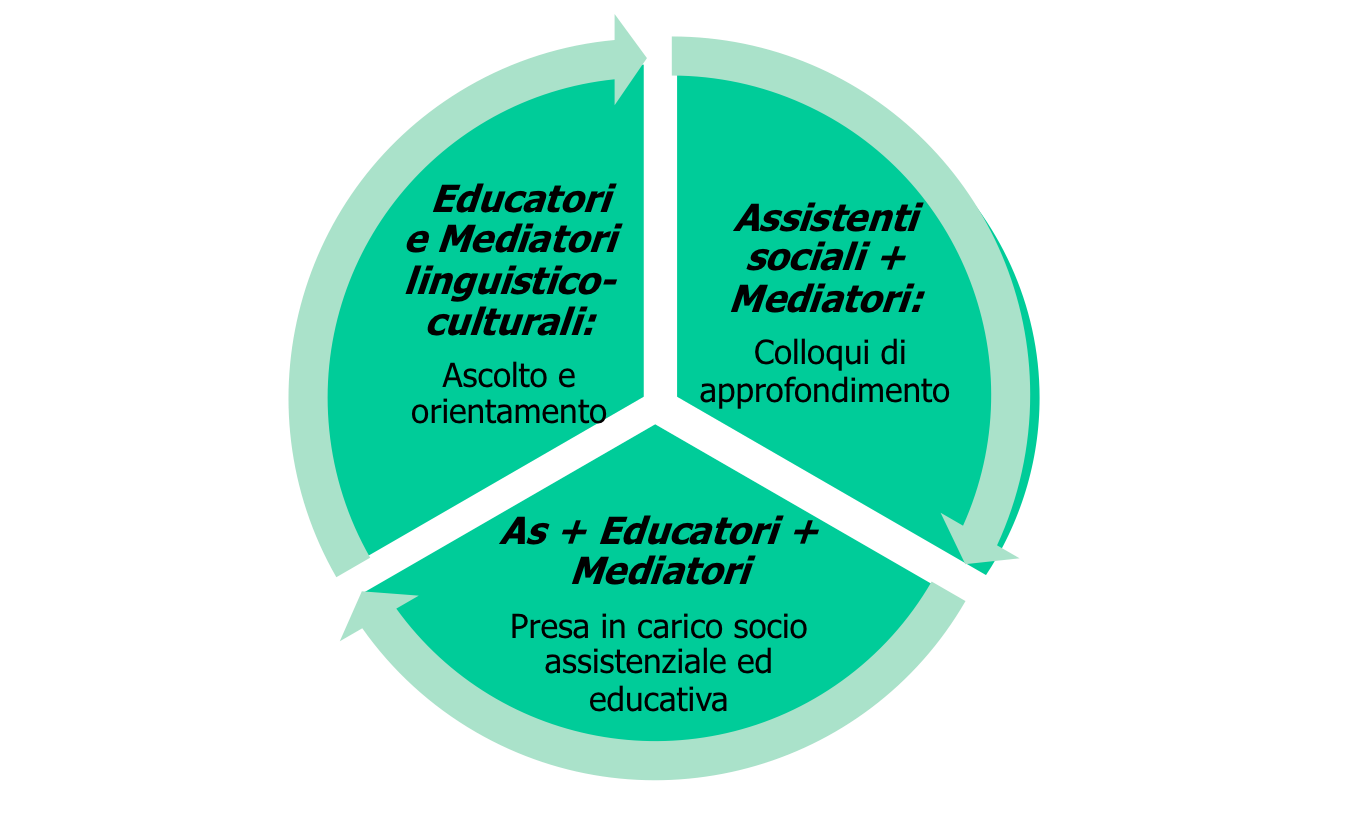 Educatori
e Mediatori
linguistico-
culturali:
Ascolto e
orientamento
Assistenti
sociali +
Mediatori:
Colloqui di
approfondimento
As + Educatori +
Mediatori
Presa in carico socio
assistenziale ed
educativa